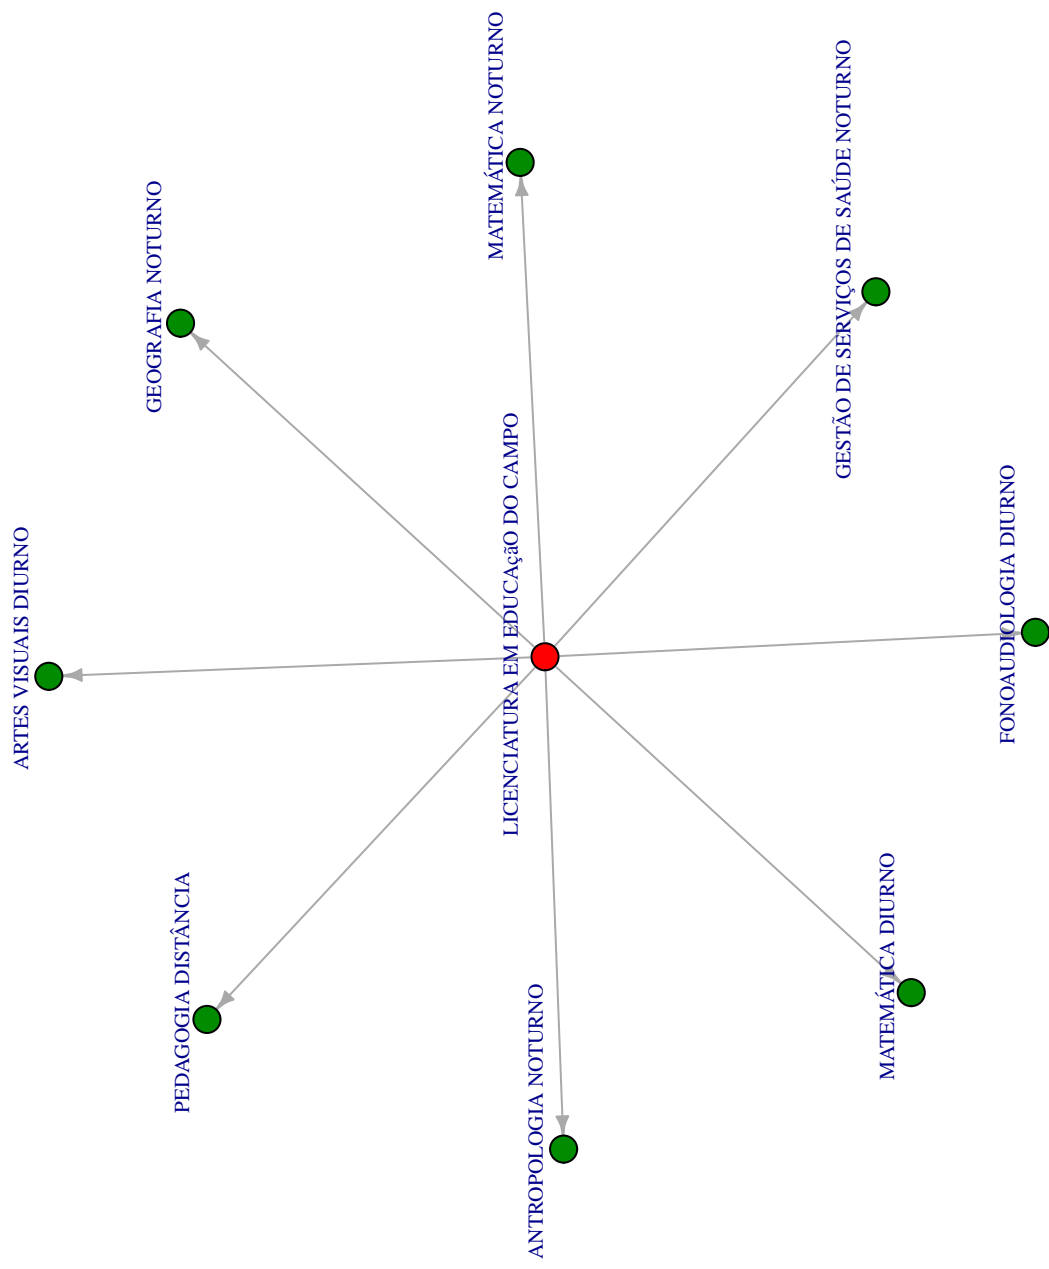 MATEMÁTICA NOTURNO
GESTÃO DE SERVIÇOS DE SAÚDE NOTURNO
GEOGRAFIA NOTURNO
LICENCIATURA EM EDUCAçãO DO CAMPO
FONOAUDIOLOGIA DIURNO
ARTES VISUAIS DIURNO
MATEMÁTICA DIURNO
PEDAGOGIA DISTÂNCIA
ANTROPOLOGIA NOTURNO